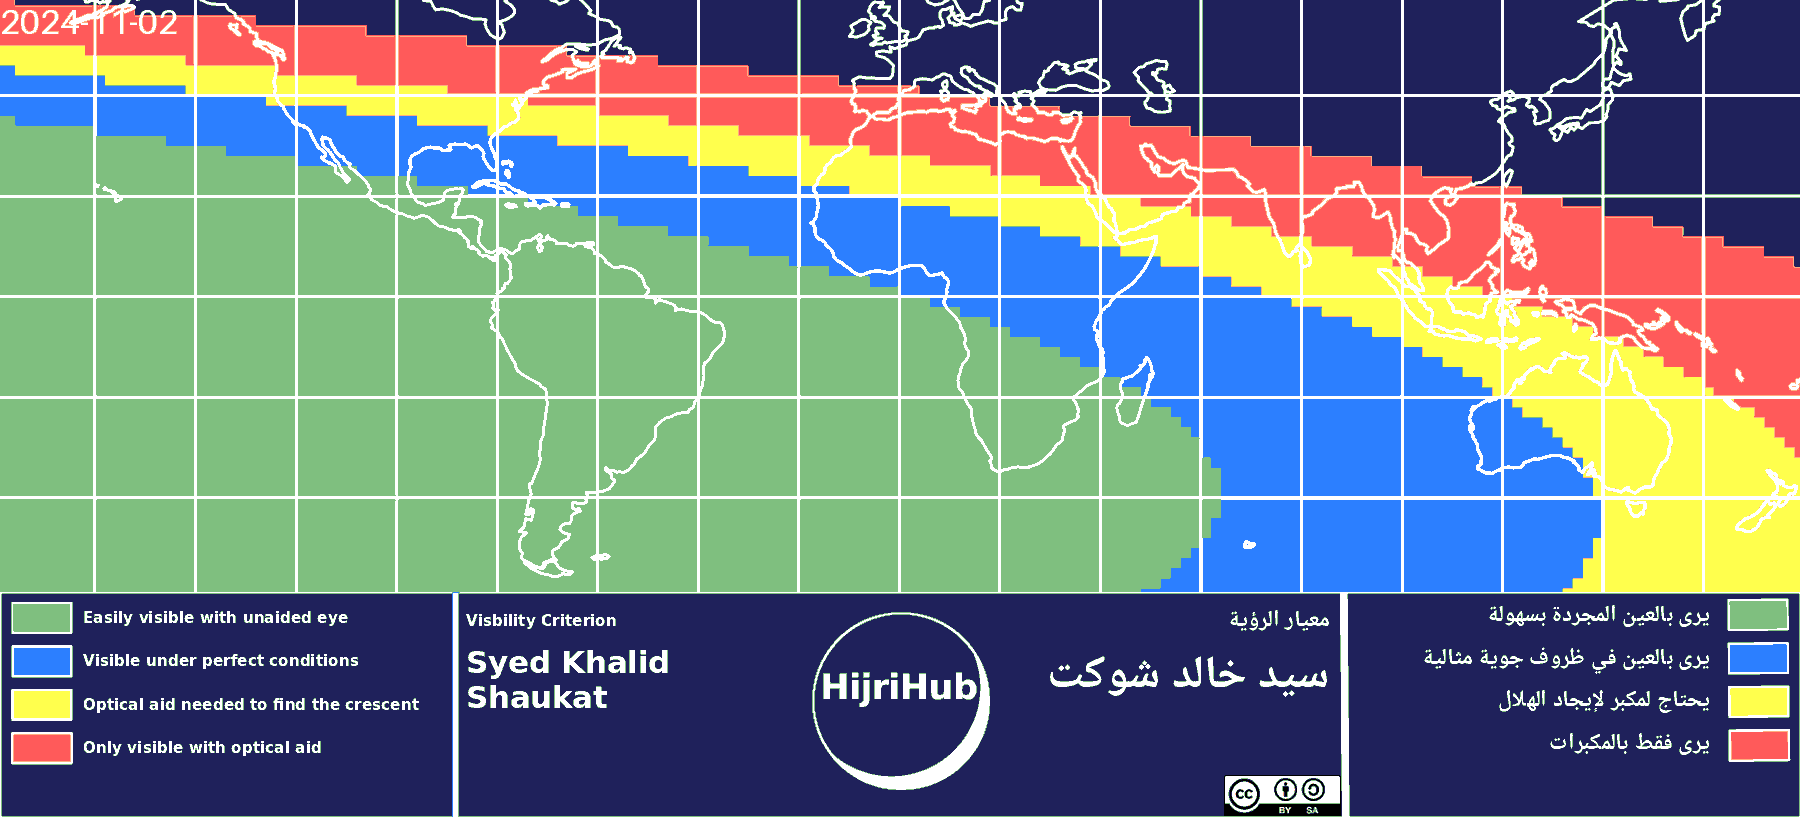 2024-11-02
Easily visible with unaided eye
Visible under perfect conditions
Optical aid needed to find the crescent
Only visible with optical aid
Visbility Criterion
Syed Khalid
Shaukat
HijriHub
معيار الرؤية
سيد خالد شوكت
cc
BY SA
يرى بالعين المجردة بسهولة
يرى بالعين في ظروف جوية مثالية
يحتاج لمكبر لإيجاد الهلال
يرى فقط بالمكبرات